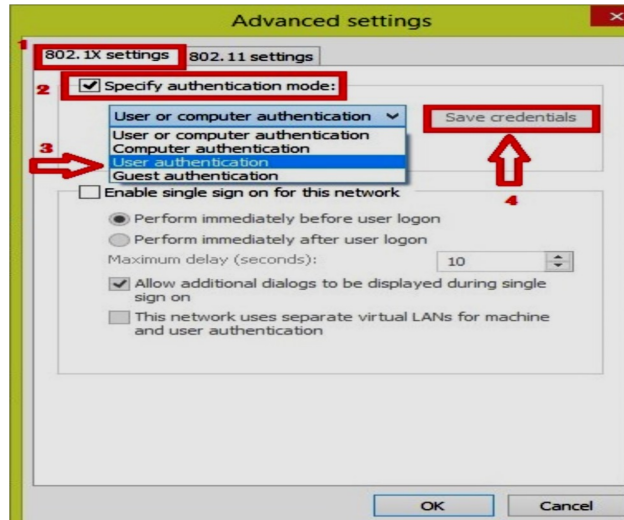 Advanced settings
1
802.1X settings 802.11 settings
2
Specify authentication mode:
User or computer authentication
Save credentials
User or computer authentication
Computer authentication
3
User authentication
Guest authentication
4
Enable single sign on for this network
Perform immediately before user logon
Perform immediately after user logon
Maximum delay (seconds):
10
Allow additional dialogs to be displayed during single
sign on
This network uses separate virtual LANs for machine
and user authentication
OK
Cancel